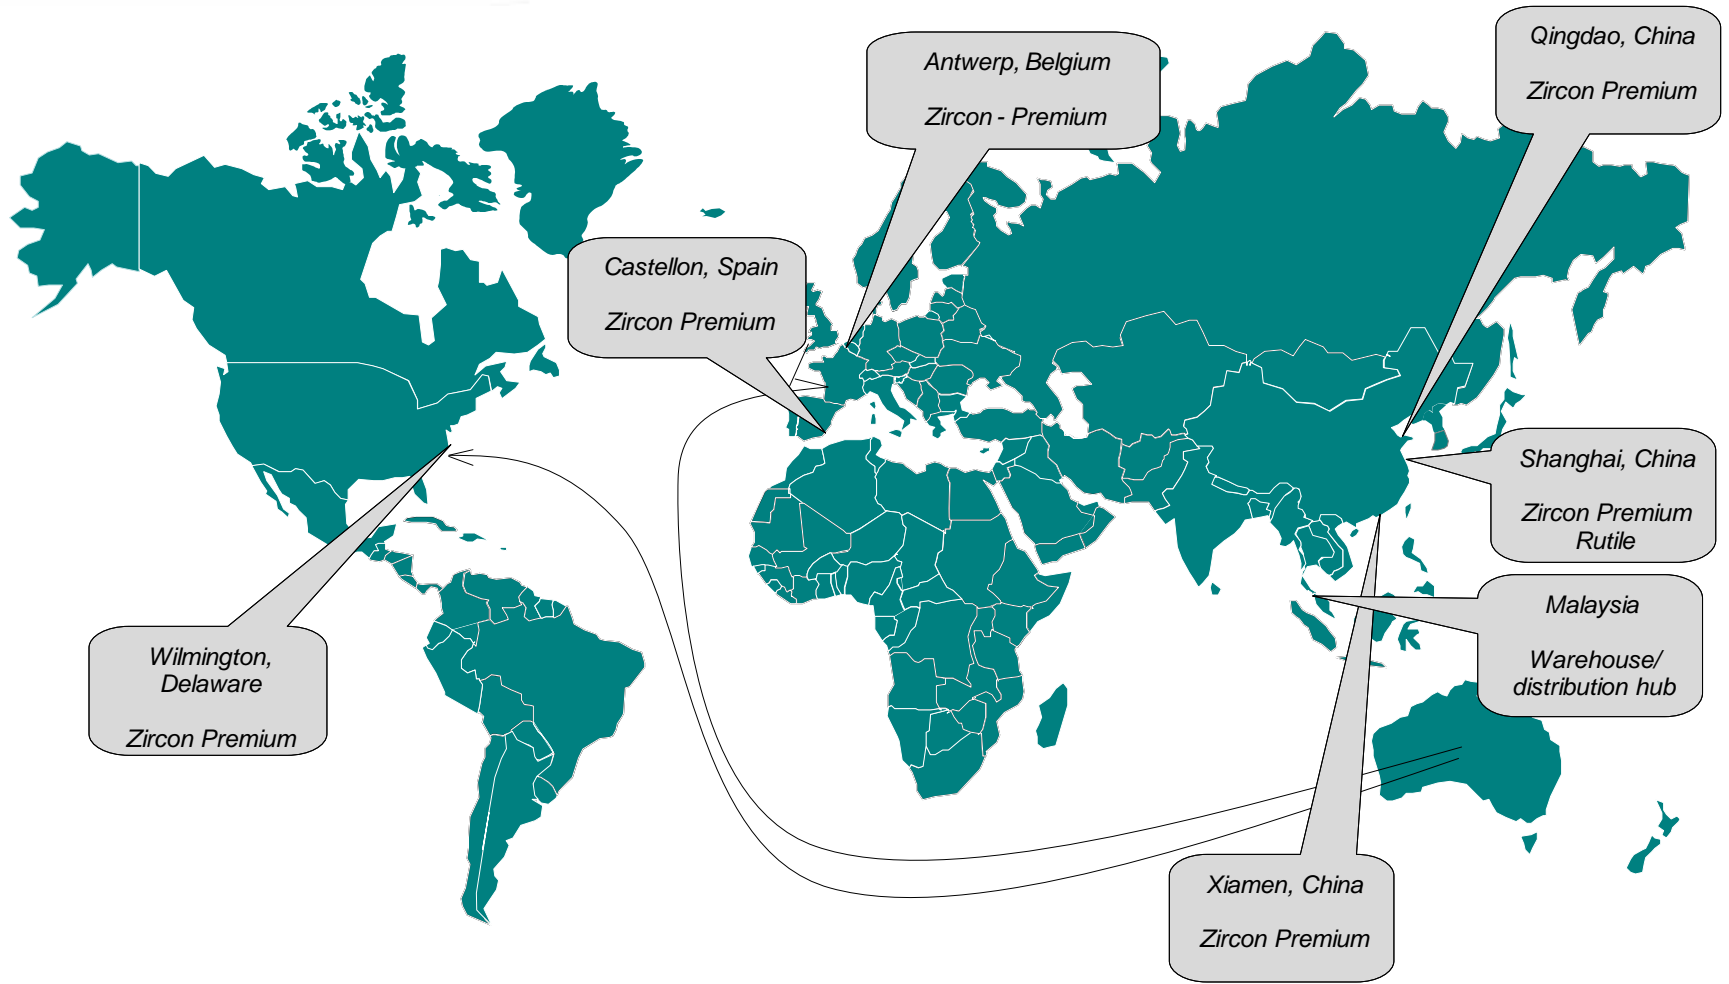 Antwerp, Belgium
Zircon - Premium
Qingdao, China
Zircon Premium
Castellon, Spain
Zircon Premium
Shanghai, China
Zircon Premium
Rutile
Malaysia
Warehouse/
distribution hub
Wilmington,
Delaware
Zircon Premium
Xiamen, China
Zircon Premium